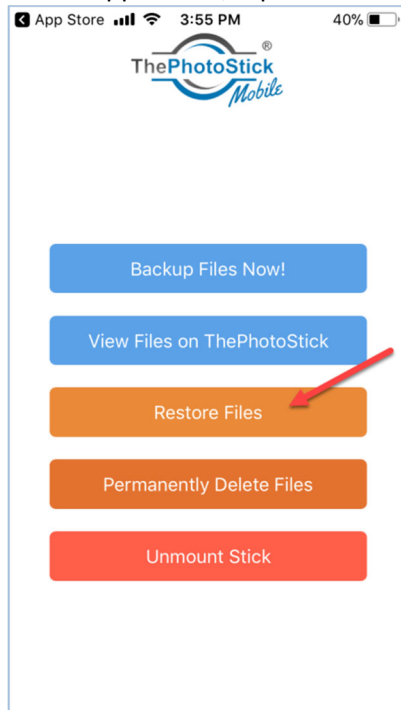 App Store 3:55 PM 40%
ThePhotoStick®
Mobile
Backup Files Now!
View Files on ThePhotoStick
Restore Files
Permanently Delete Files
Unmount Stick